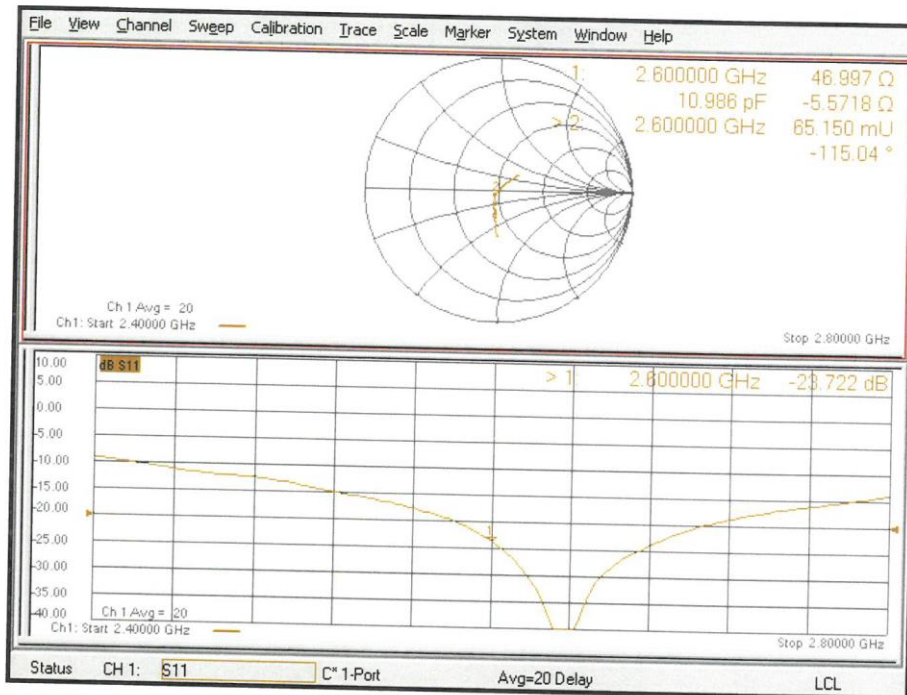 File View Channel Sweep Calibration Trace Scale Marker System Window Help
1: 2.600000 GHz 46.997 Ω
10.986 pF -5.5718 Ω
> 2: 2.600000 GHz 65.150 mU
-115.04 °
Ch 1 Avg = 20
Ch1: Start 2.40000 GHz
Stop 2.80000 GHz
10.00
dB S11
> 1: 2.600000 GHz -23.722 dB
5.00
0.00
-5.00
-10.00
-15.00
-20.00
1
-25.00
-30.00
-35.00
-40.00
Ch 1 Avg = 20
Ch1: Start 2.40000 GHz
Stop 2.80000 GHz
Status CH 1: S11 C* 1-Port Avg=20 Delay LCL